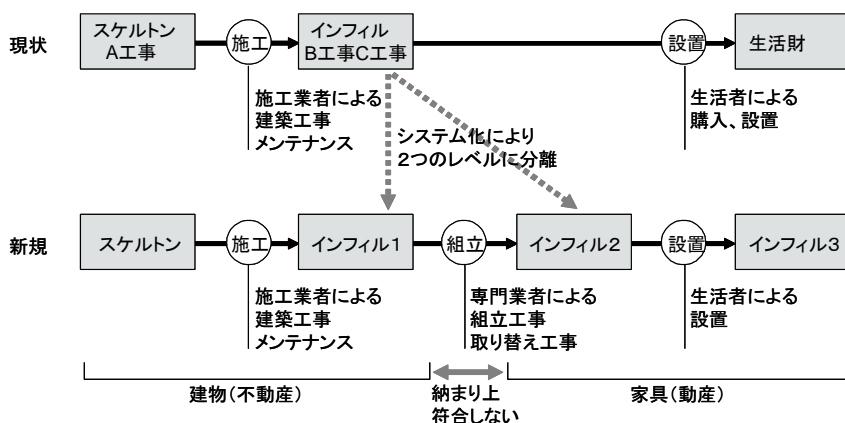 現状
スケルトン
A工事
施工
インフィル
B工事C工事
設置
生活財
施工業者による
建築工事
メンテナンス
生活者による
購入、設置
システム化により
2つのレベルに分離
新規
スケルトン
施工
インフィル1
組立
インフィル2
設置
インフィル3
施工業者による
建築工事
メンテナンス
専門業者による
組立工事
取り替え工事
生活者による
設置
建物(不動産)
納まり上
符合しない
家具(動産)